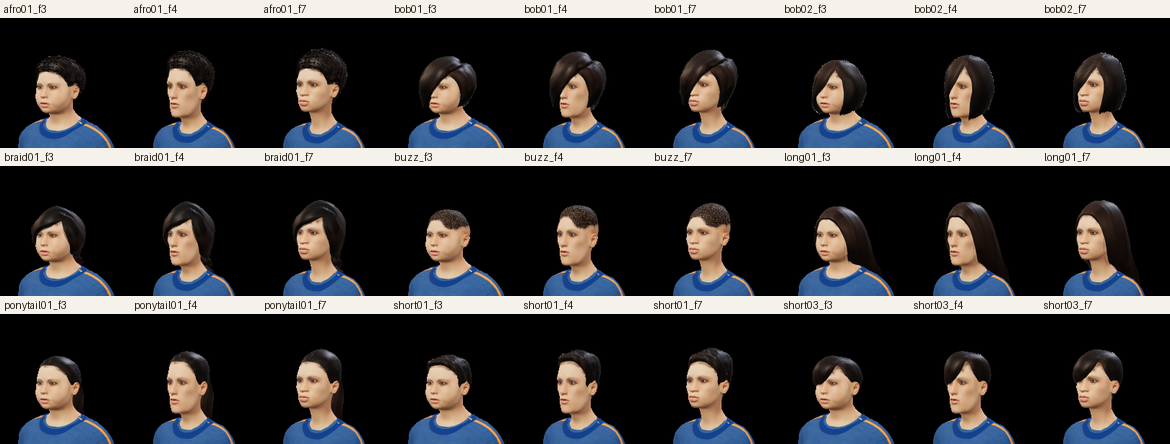 afro01_f3 afro01_f4 afro01_f7 bob01_f3 bob01_f4 bob01_f7 bob02_f3 bob02_f4 bob02_f7
braid01_f3 braid01_f4 braid01_f7 buzz_f3 buzz_f4 buzz_f7 long01_f3 long01_f4 long01_f7
ponytail01_f3 ponytail01_f4 ponytail01_f7 short01_f3 short01_f4 short01_f7 short03_f3 short03_f4 short03_f7